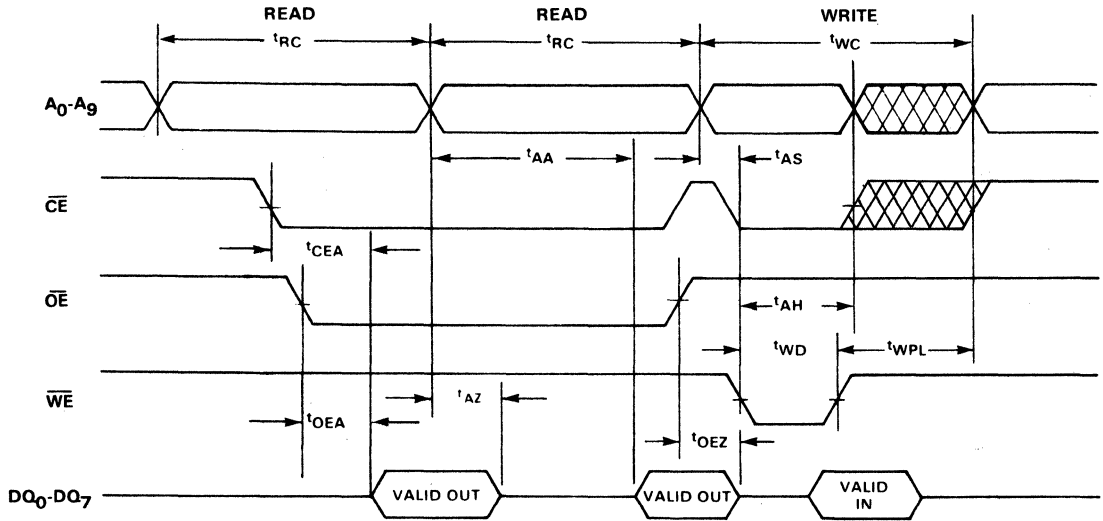 READ READ WRITE
tRC tRC tWC
A0-A9
tAA tAS
CE
tCEA
OE
tAH
tWD tWPL
WE
tAZ
tOEA
tOEZ
DQ0-DQ7 VALID OUT VALID OUT VALID IN